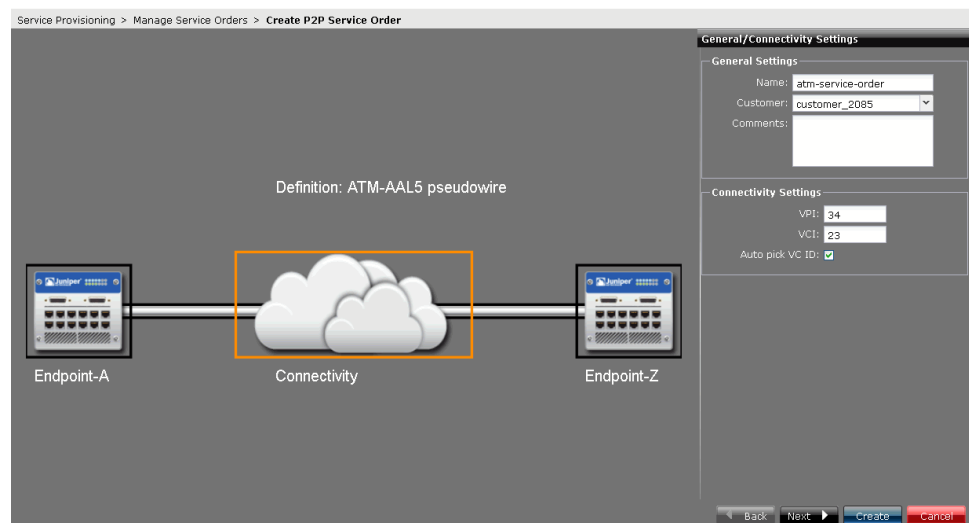 Service Provisioning > Manage Service Orders > Create P2P Service Order
General/Connectivity Settings
General Settings
Name: atm-service-order
Customer: customer_2085
Comments:
Definition: ATM-AAL5 pseudowire
Connectivity Settings
VPI: 34
VCI: 23
Auto pick VC ID:
Juniper
Juniper
Endpoint-A
Connectivity
Endpoint-Z
Back
Next
Create
Cancel